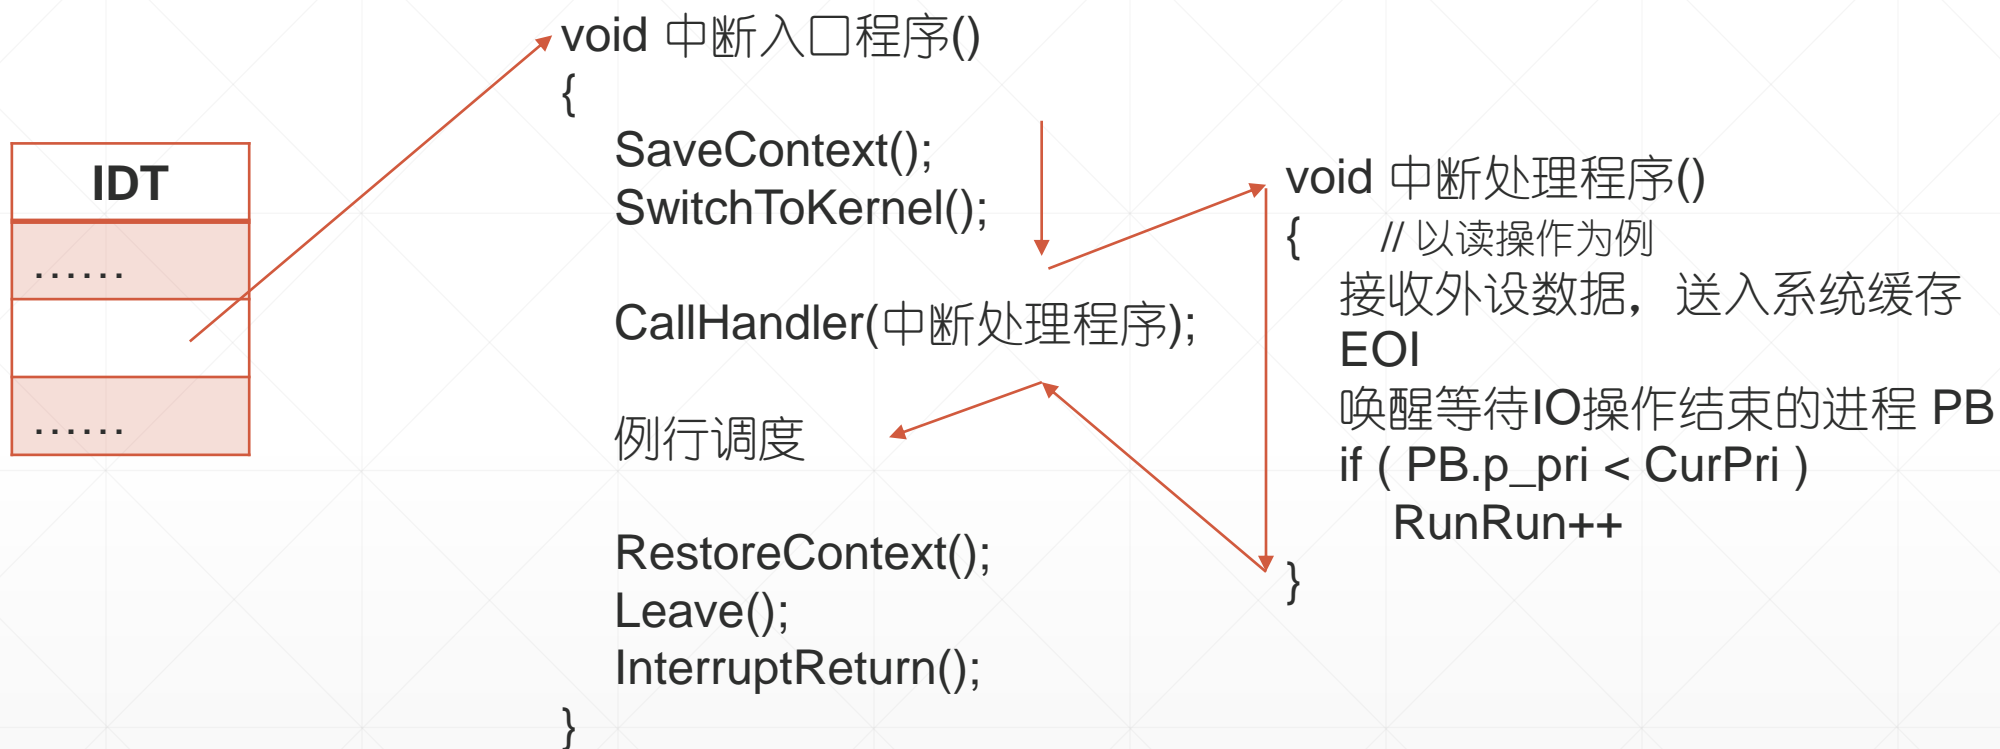 IDT
......
......
void 中断入口程序()
{
SaveContext();
SwitchToKernel();
CallHandler(中断处理程序);
例行调度
RestoreContext();
Leave();
InterruptReturn();
}
void 中断处理程序()
{ // 以读操作为例
接收外设数据，送入系统缓存
EOI
唤醒等待IO操作结束的进程 PB
if ( PB.p_pri < CurPri )
RunRun++
}